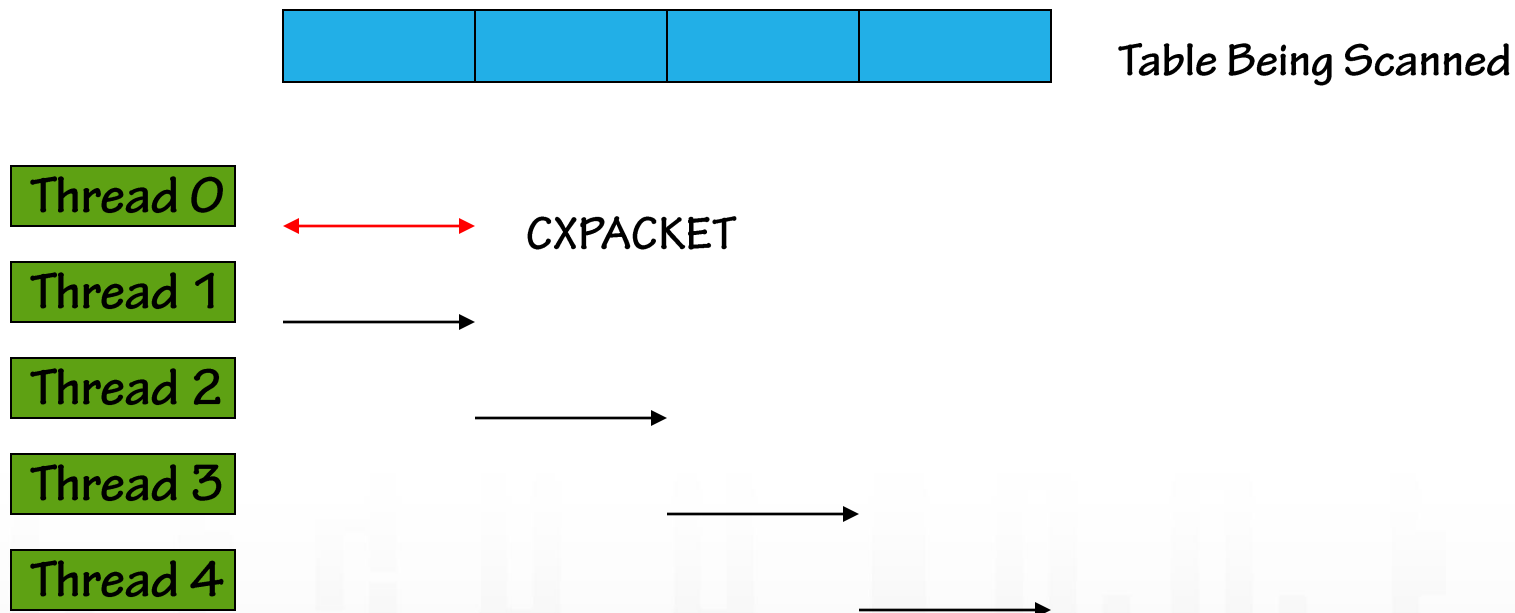 Table Being Scanned
Thread 0
CXPACKET
Thread 1
Thread 2
Thread 3
Thread 4